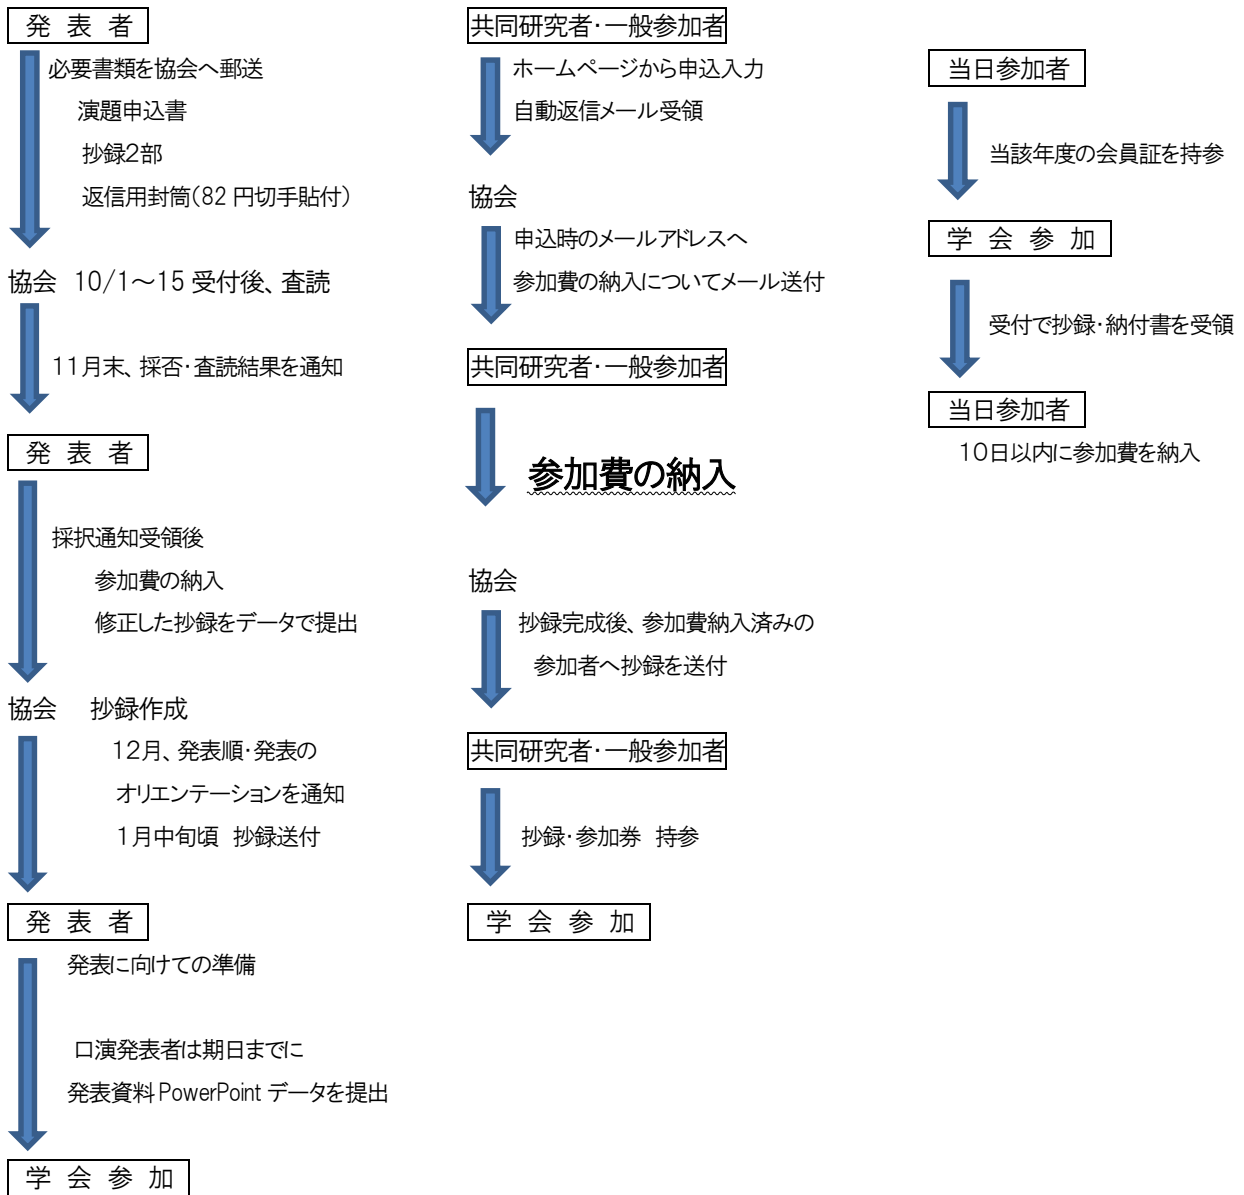 発 表 者
必要書類を協会へ郵送
演題申込書
抄録2部
返信用封筒(82 円切手貼付)
協会 10/1～15 受付後、査読
11月末、採否・査読結果を通知
発 表 者
採択通知受領後
参加費の納入
修正した抄録をデータで提出
協会 抄録作成
12月、発表順・発表の
オリエンテーションを通知
1月中旬頃 抄録送付
発 表 者
発表に向けての準備
口演発表者は期日までに
発表資料 PowerPoint データを提出
学 会 参 加
共同研究者・一般参加者
ホームページから申込入力
自動返信メール受領
協会
申込時のメールアドレスへ
参加費の納入についてメール送付
共同研究者・一般参加者
参加費の納入
協会
抄録完成後、参加費納入済みの
参加者へ抄録を送付
共同研究者・一般参加者
抄録・参加券 持参
学 会 参 加
当日参加者
当該年度の会員証を持参
学 会 参 加
受付で抄録・納付書を受領
当日参加者
10日以内に参加費を納入